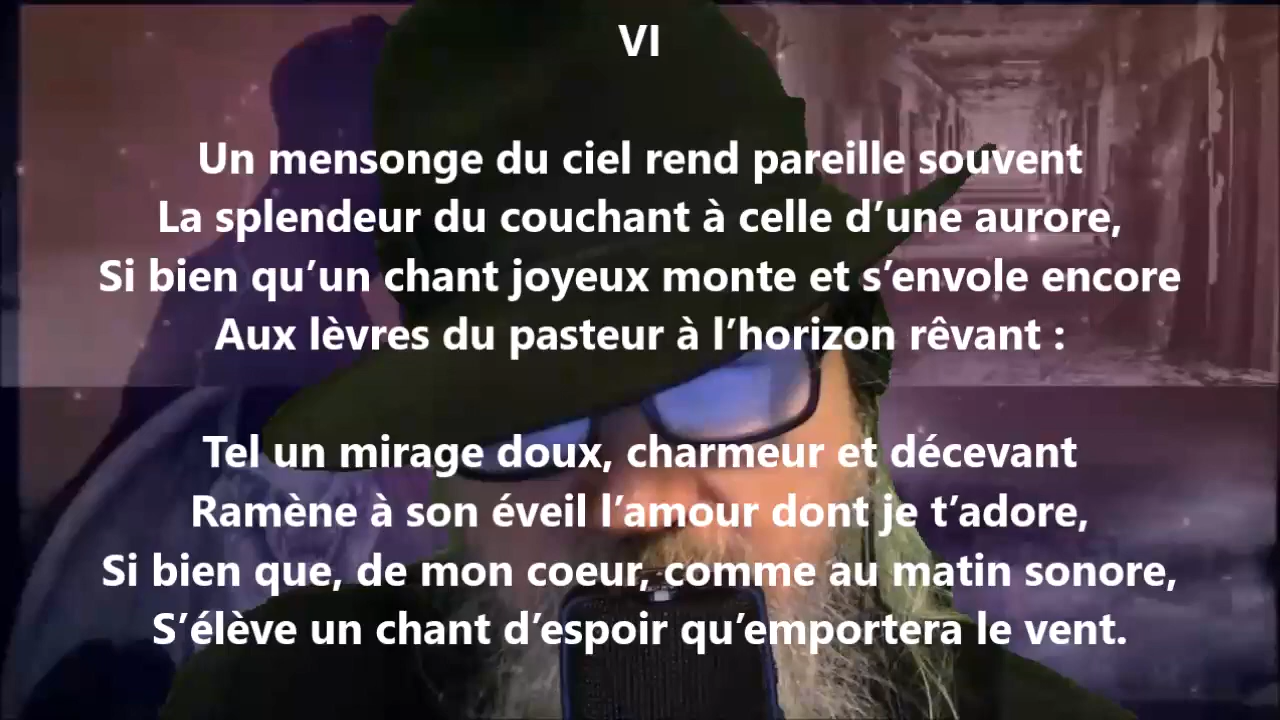 VI
Un mensonge du ciel rend pareille souvent
La splendeur du couchant à celle d’une aurore,
Si bien qu’un chant joyeux monte et s’envole encore
Aux lèvres du pasteur à l’horizon rêvant :
Tel un mirage doux, charmeur et décevant
Ramène à son éveil l’amour dont je t’adore,
Si bien que, de mon coeur, comme au matin sonore,
S’élève un chant d’espoir qu’emportera le vent.